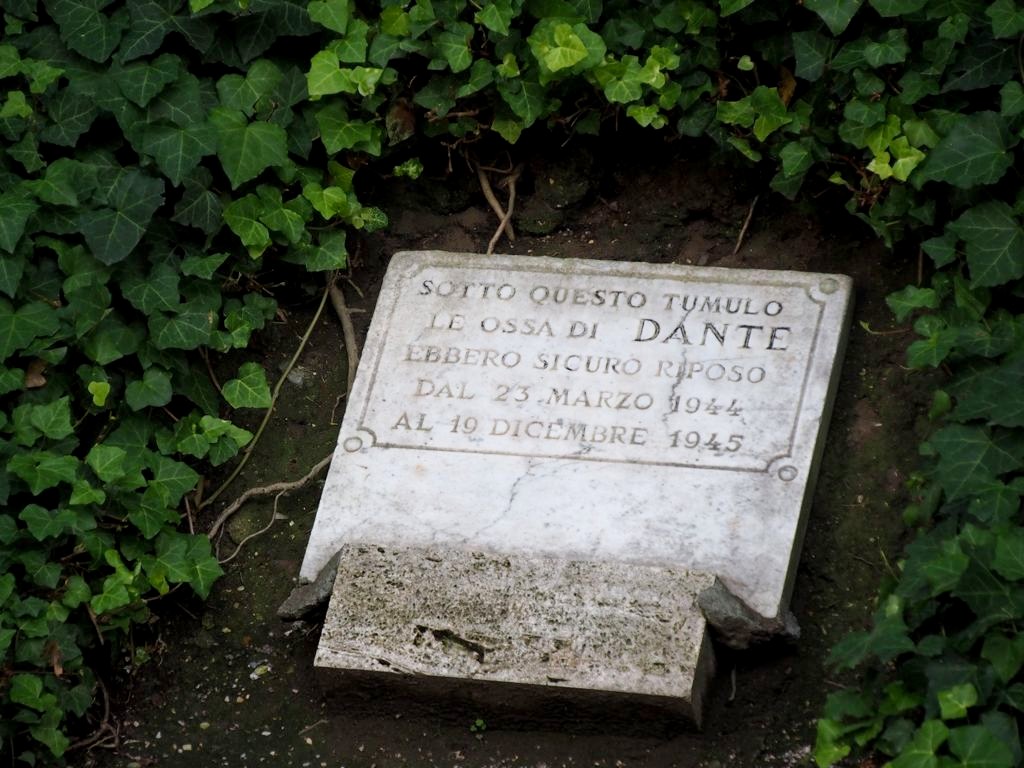 SOTTO QUESTO TUMULO
LE OSSA DI DANTE
EBBERO SICURO RIPOSO
DAL 23 MARZO 1944
AL 19 DICEMBRE 1945